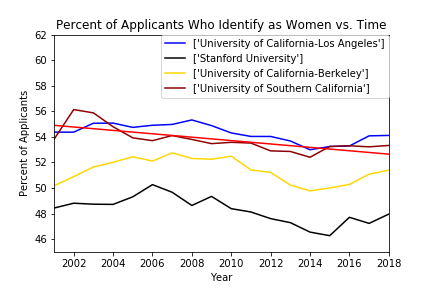 Percent of Applicants Who Identify as Women vs. Time
['University of California-Los Angeles']
['Stanford University']
['University of California-Berkeley']
['University of Southern California']
Percent of Applicants
62
60
58
56
54
52
50
48
46
2002 2004 2006 2008 2010 2012 2014 2016 2018
Year